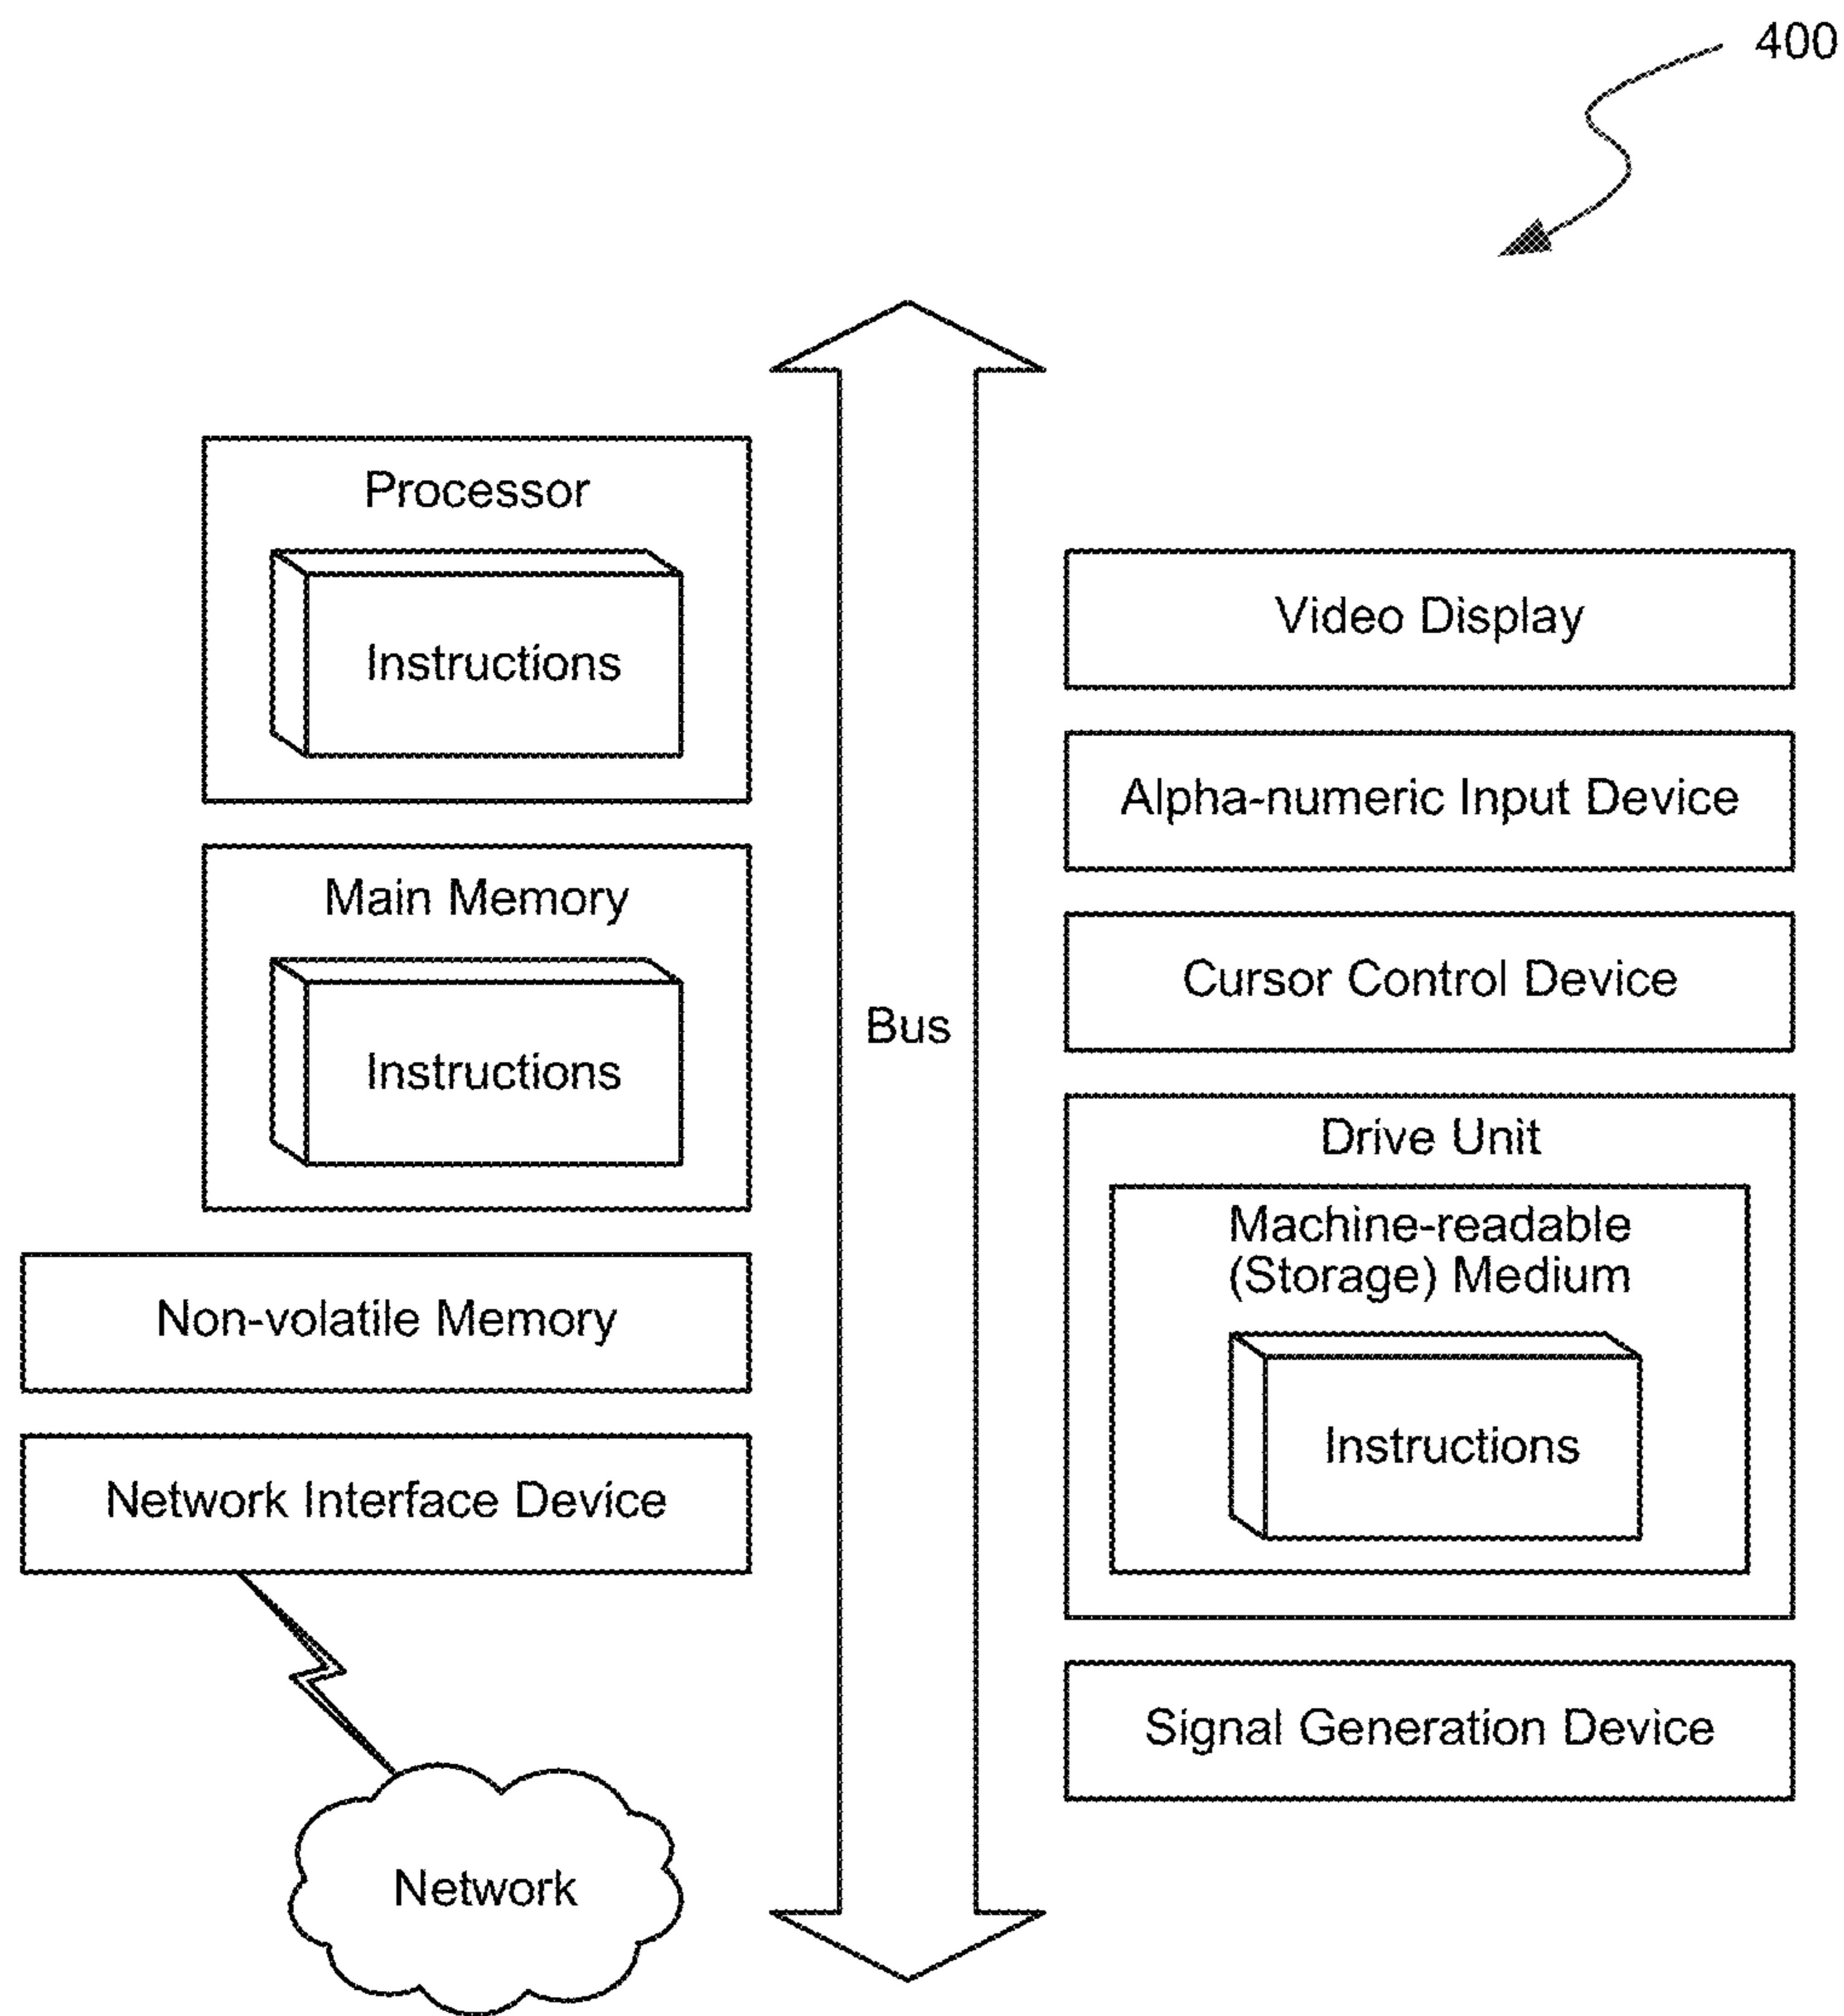 400
Processor
Instructions
Main Memory
Instructions
Non-volatile Memory
Network Interface Device
Network
Bus
Video Display
Alpha-numeric Input Device
Cursor Control Device
Drive Unit
Machine-readable
(Storage) Medium
Instructions
Signal Generation Device